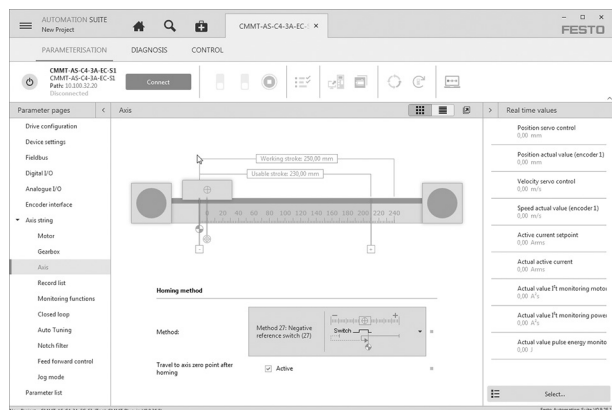 AUTOMATION SUITE
New Project
CMMT-AS-C4-3A-EC-S ×
FESTO
PARAMETERISATION
DIAGNOSIS
CONTROL
CMMT-AS-C4-3A-EC-S1
CMMT-AS-C4-3A-EC-S1
Path: 10.100.32.20
Disconnected
Connect
Parameter pages
Axis
Real time values
Drive configuration
Device settings
Fieldbus
Digital I/O
Analogue I/O
Encoder interface
Axis string
Motor
Gearbox
Axis
Record list
Monitoring functions
Closed loop
Auto Tuning
Notch filter
Feed forward control
Jog mode
Parameter list
Working stroke: 250,00 mm
Usable stroke: 230,00 mm
0 20 40 60 80 100 120 140 160 180 200 220 240
Homing method
Method:
Method 27: Negative
reference switch (27)
Switch
Travel to axis zero point after
homing
Active
Position servo control
0,00 mm
Position actual value (encoder 1)
0,00 mm
Velocity servo control
0,00 m/s
Speed actual value (encoder 1)
0,00 m/s
Active current setpoint
0,00 Arms
Actual active current
0,00 Arms
Actual value I²t monitoring motor
0,00 A²s
Actual value I²t monitoring power
0,00 A²s
Actual value pulse energy monito
0,00 J
Select...